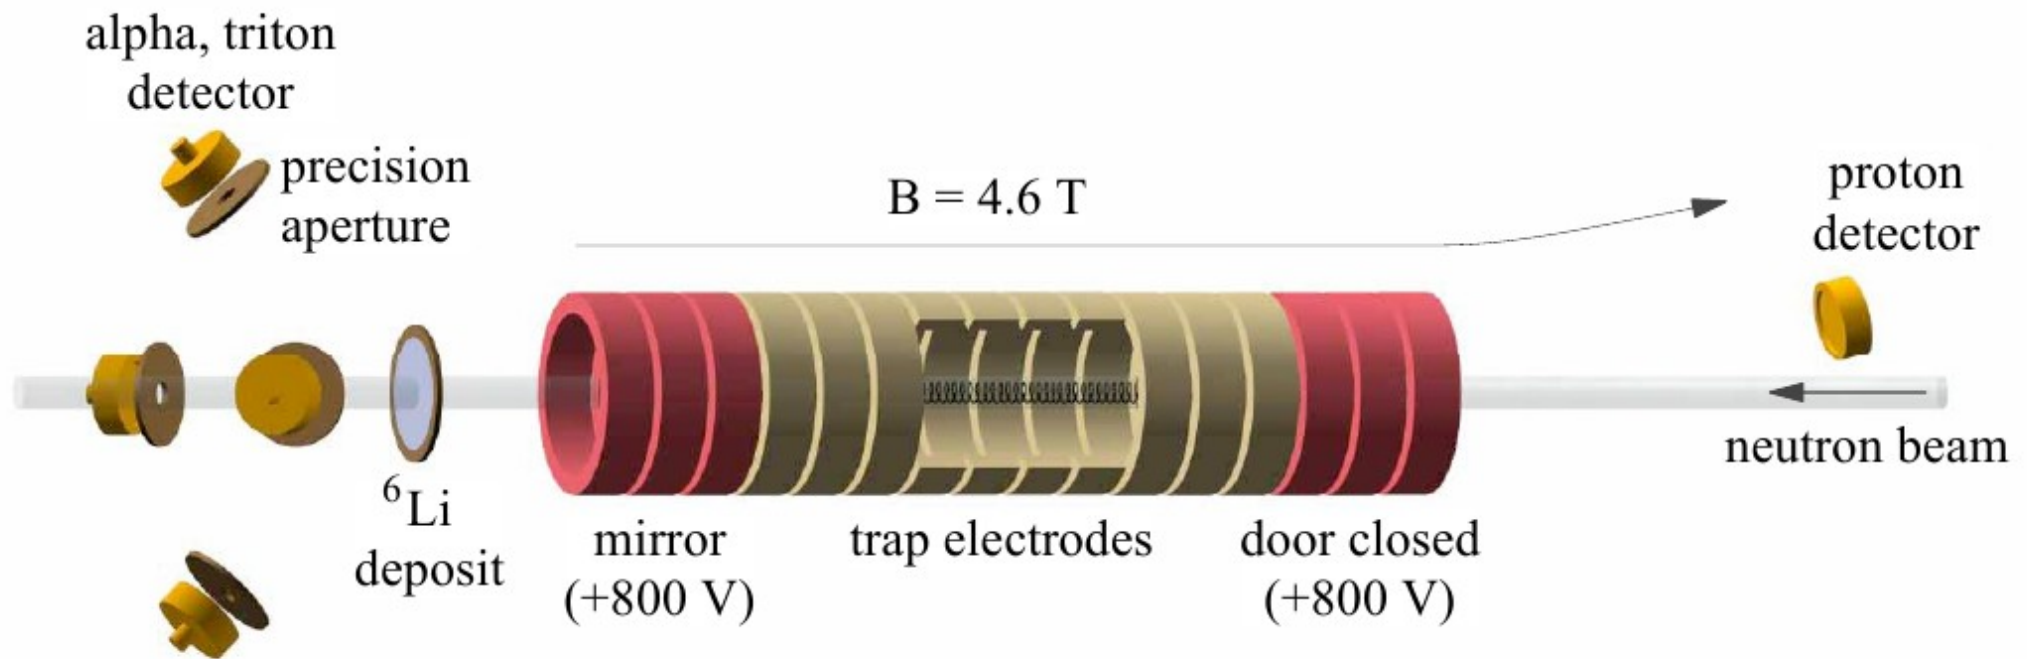 alpha, triton
detector
precision
aperture
B = 4.6 T
proton
detector
neutron beam
⁶Li
deposit
mirror
(+800 V)
trap electrodes
door closed
(+800 V)